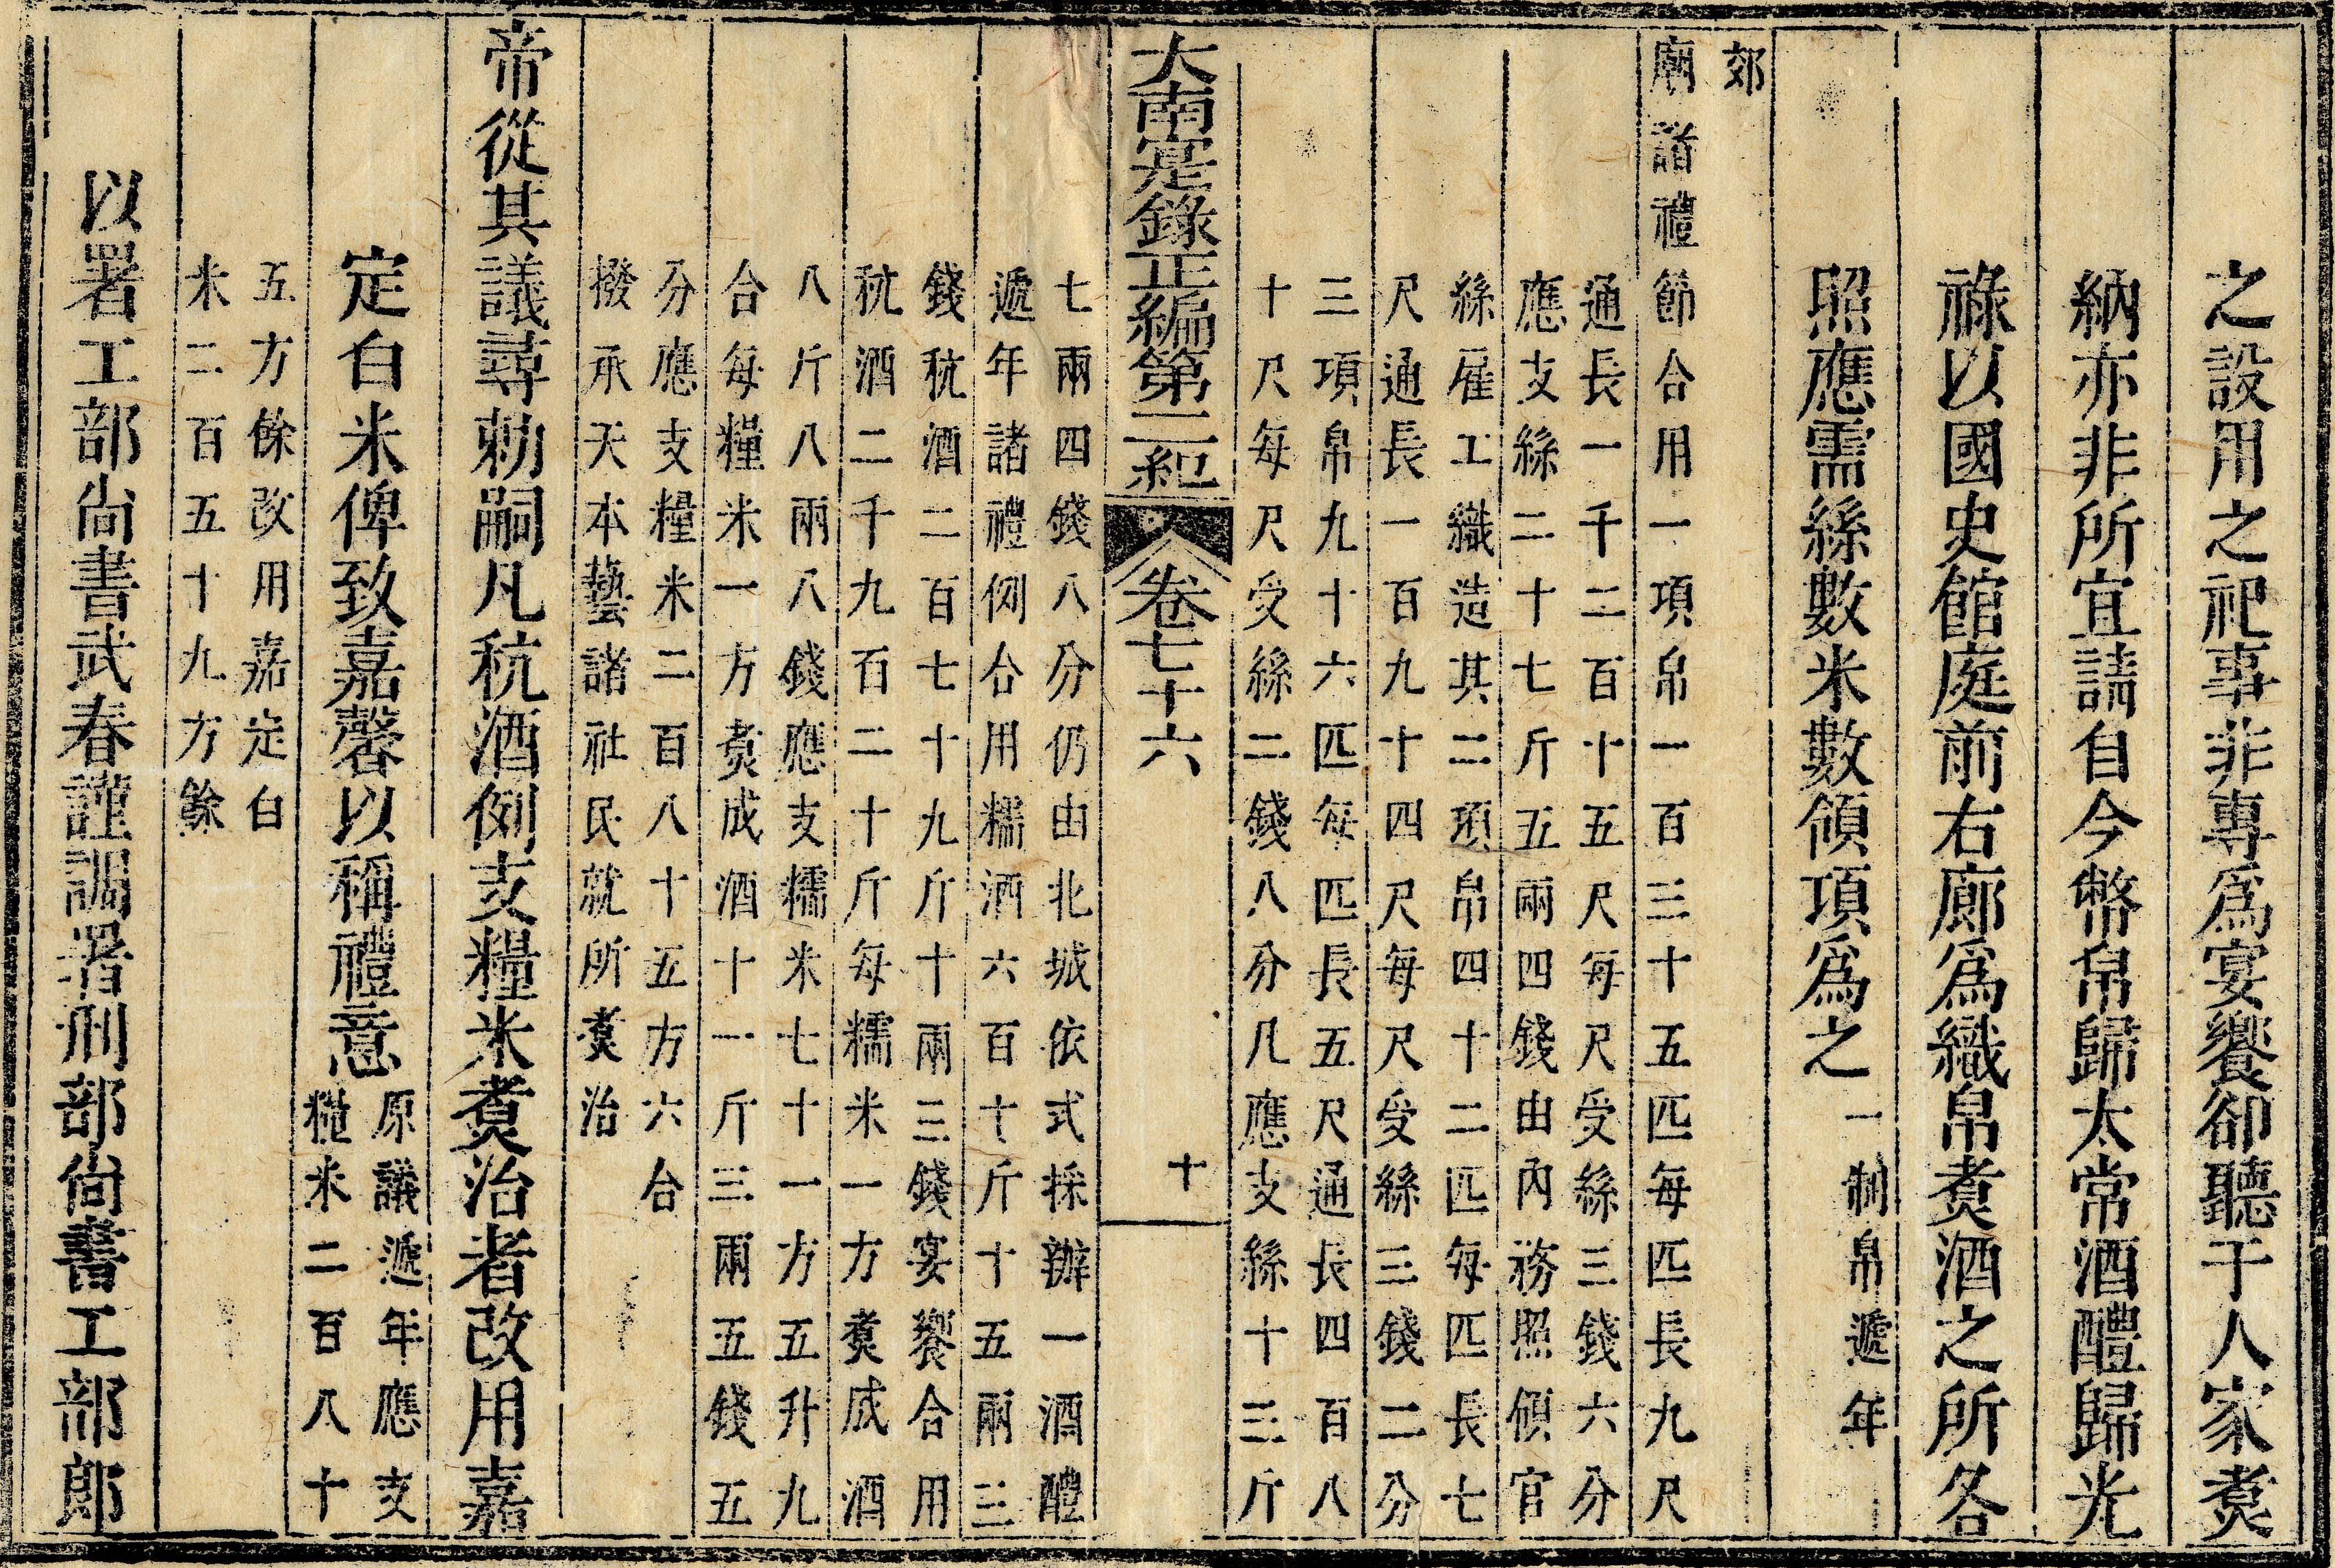 之設用之祀事非專爲宴饗卻聽于人家煑
納亦非所宜請自今幣帛歸太常酒醴歸光
祿以國史館庭前右廊爲織帛煑酒之所各
照應需絲數米數領項爲之
一制帛遞年
郊
廟諸禮節合用一項帛一百三十五匹每匹長九尺
通長一千二百十五尺每尺受絲三錢六分
應支絲二十七斤五兩四錢由內務照領官
絲雇工織造其二項帛四十二匹每匹長七
尺通長一百九十四尺每尺受絲三錢二分
三項帛九十六匹每匹長五尺通長四百八
十尺每尺受絲二錢八分凡應支絲十三斤
大南寔錄正編第二紀
卷七十六
十
七兩四錢八分仍由北城依式採辦一酒醴
遞年諸禮例合用糯酒六百十斤十五兩三
錢秔酒二百七十九斤十兩三錢宴饗合用
秔酒二千九百二十斤每糯米一方煑成酒
八斤八兩八錢應支糯米七十一方五升九
合每糧米一方煑成酒十一斤三兩五錢五
分應支糧米二百八十五方六合
撥承天本藝諸社民就所煑治
帝從其議尋勅嗣凡秔酒例支糧米煑治者改用嘉
定白米俾致嘉馨以稱禮意
原議遞年應支
糙米二百八十
五方餘改用嘉定白
米二百五十九方餘
以署工部尙書武春謹調署刑部尙書工部郎